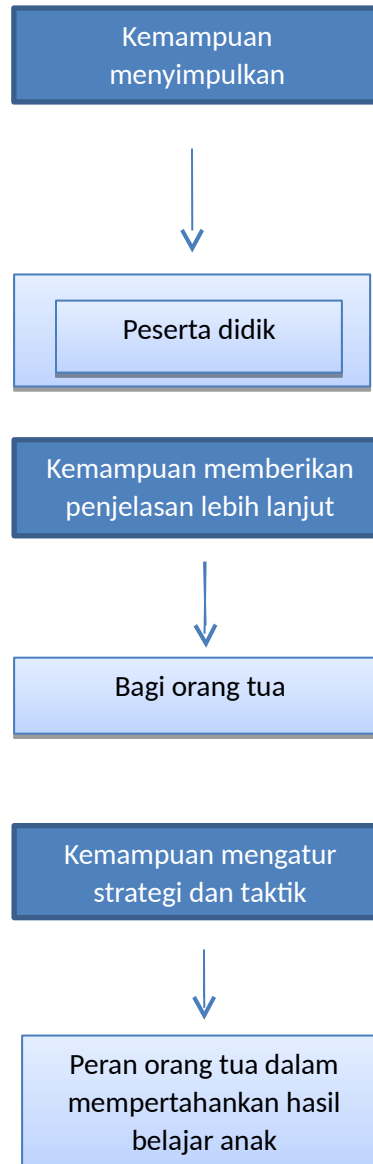 Kemampuan
menyimpulkan
Peserta didik
Kemampuan memberikan
penjelasan lebih lanjut
Bagi orang tua
Kemampuan mengatur
strategi dan taktik
Peran orang tua dalam
mempertahankan hasil
belajar anak